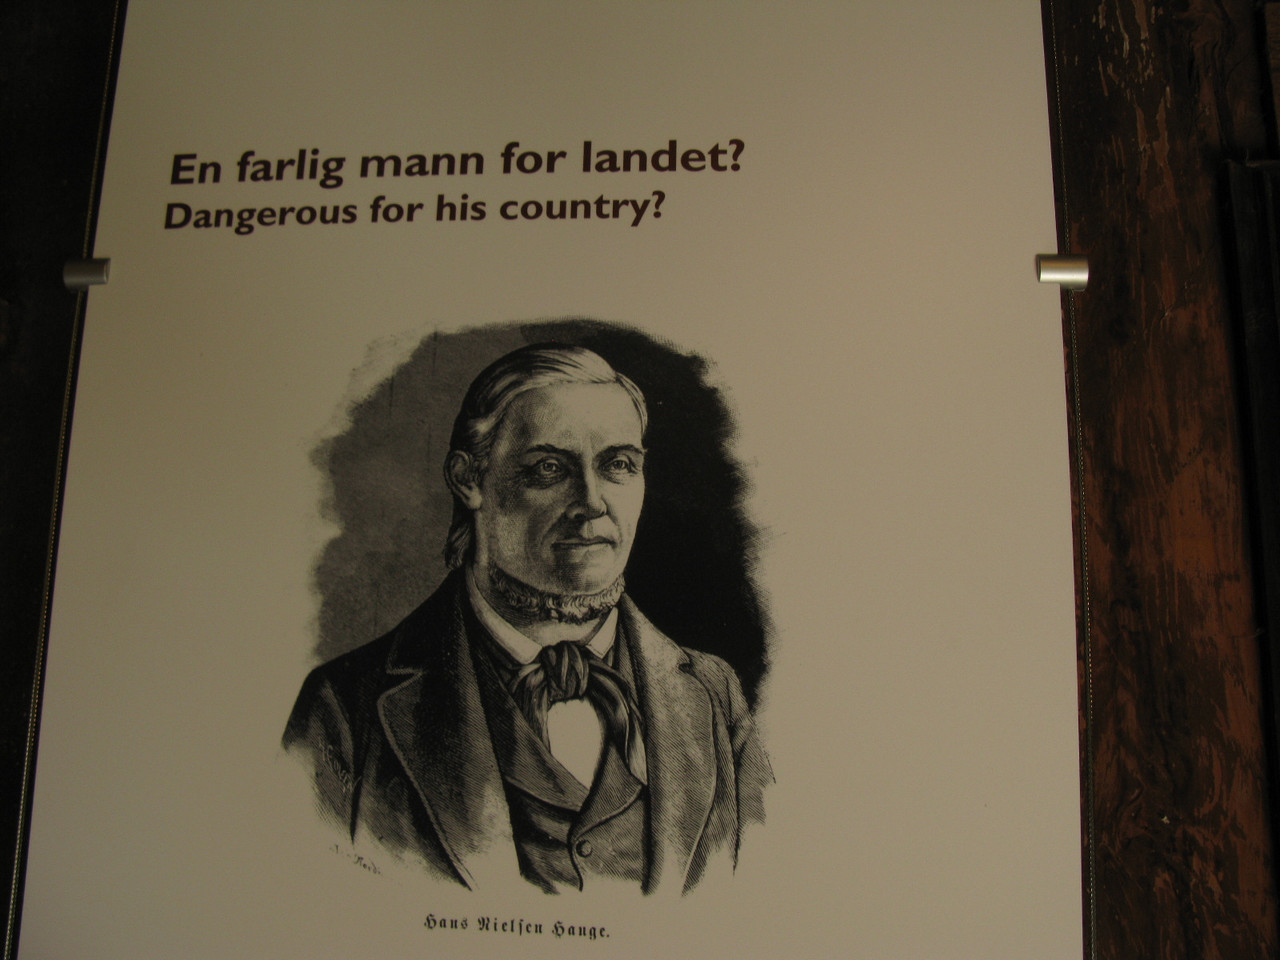 En farlig mann for landet?
Dangerous for his country?
Hans Nielsen Hauge.